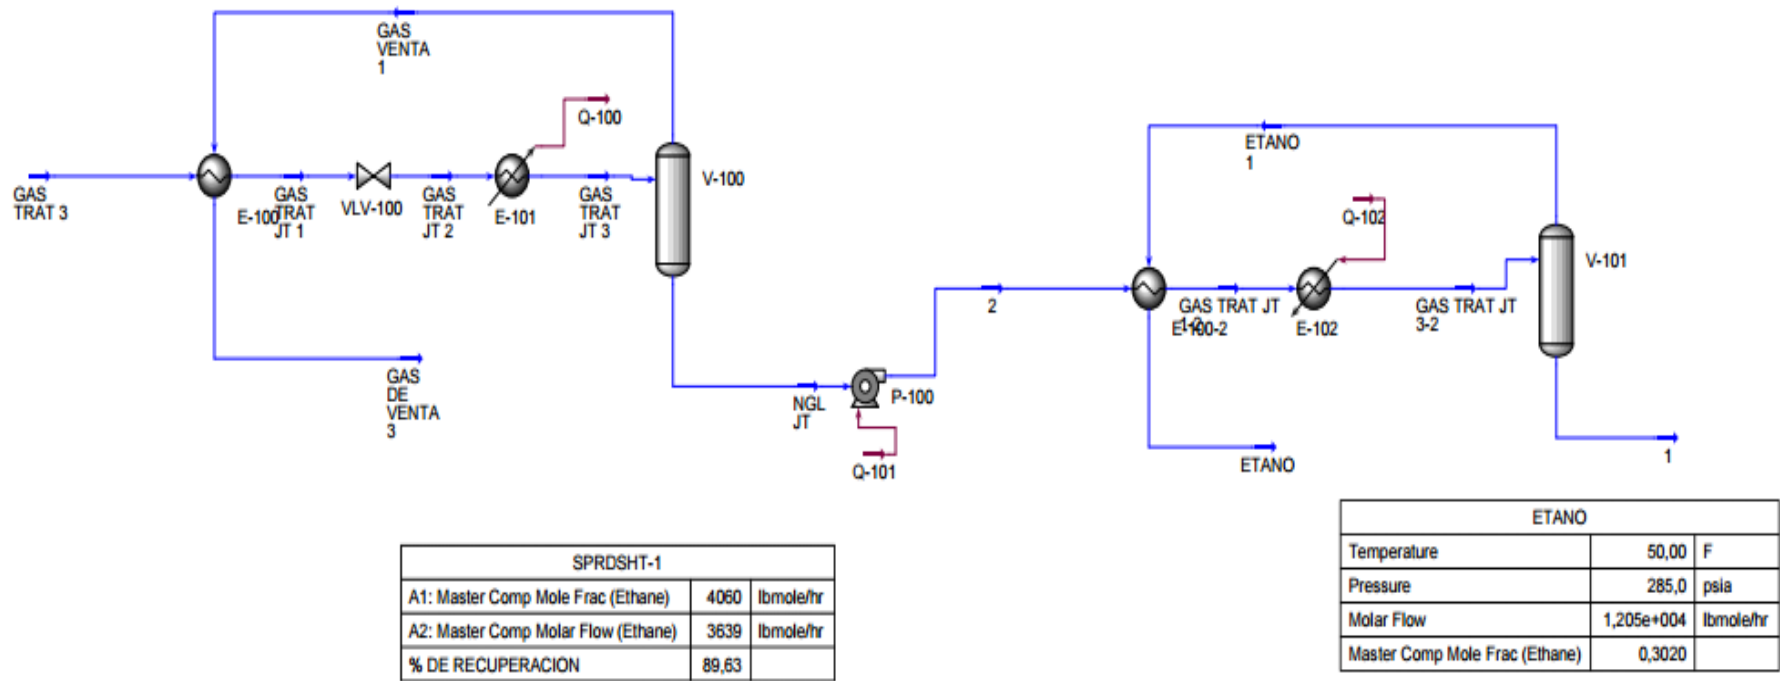 GAS
VENTA
1
Q-100
GAS
TRAT 3
E-100
GAS
TRAT
JT 1
VLV-100
GAS
TRAT
JT 2
E-101
GAS
TRAT
JT 3
V-100
GAS
DE
VENTA
3
NGL
JT
P-100
Q-101
2
ETANO
1
Q-102
V-101
GAS TRAT JT
1-2
E-100-2
E-102
GAS TRAT JT
3-2
ETANO
1
SPRDSHT-1
A1: Master Comp Mole Frac (Ethane) 4060 lbmole/hr
A2: Master Comp Molar Flow (Ethane) 3639 lbmole/hr
% DE RECUPERACION 89,63
ETANO
Temperature 50,00 F
Pressure 285,0 psia
Molar Flow 1,205e+004 lbmole/hr
Master Comp Mole Frac (Ethane) 0,3020